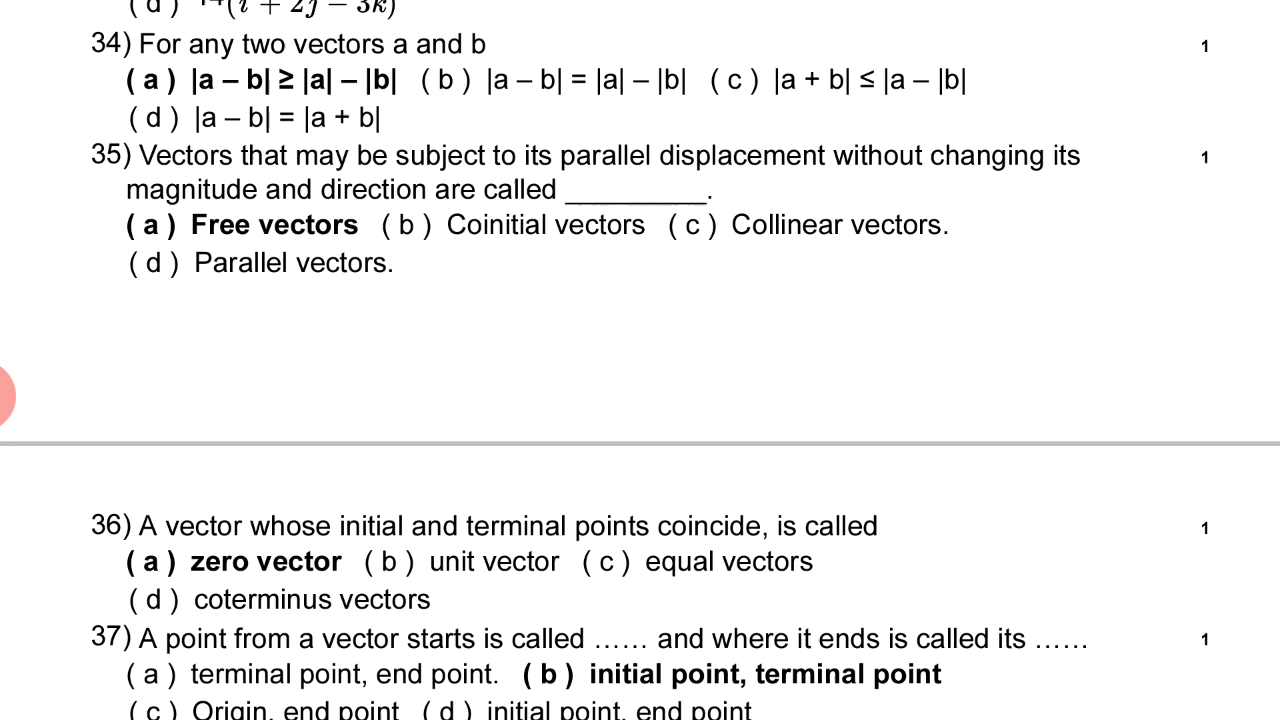 ( d ) ¹⁴(i + 2j − 3k)
34) For any two vectors a and b 1
( a ) |a – b| ≥ |a| – |b| ( b ) |a – b| = |a| – |b| ( c ) |a + b| ≤ |a – |b|
( d ) |a – b| = |a + b|
35) Vectors that may be subject to its parallel displacement without changing its 1
magnitude and direction are called __________.
( a ) Free vectors ( b ) Coinitial vectors ( c ) Collinear vectors.
( d ) Parallel vectors.
36) A vector whose initial and terminal points coincide, is called 1
( a ) zero vector ( b ) unit vector ( c ) equal vectors
( d ) coterminus vectors
37) A point from a vector starts is called …… and where it ends is called its …… 1
( a ) terminal point, end point. ( b ) initial point, terminal point
( c ) Origin, end point ( d ) initial point, end point